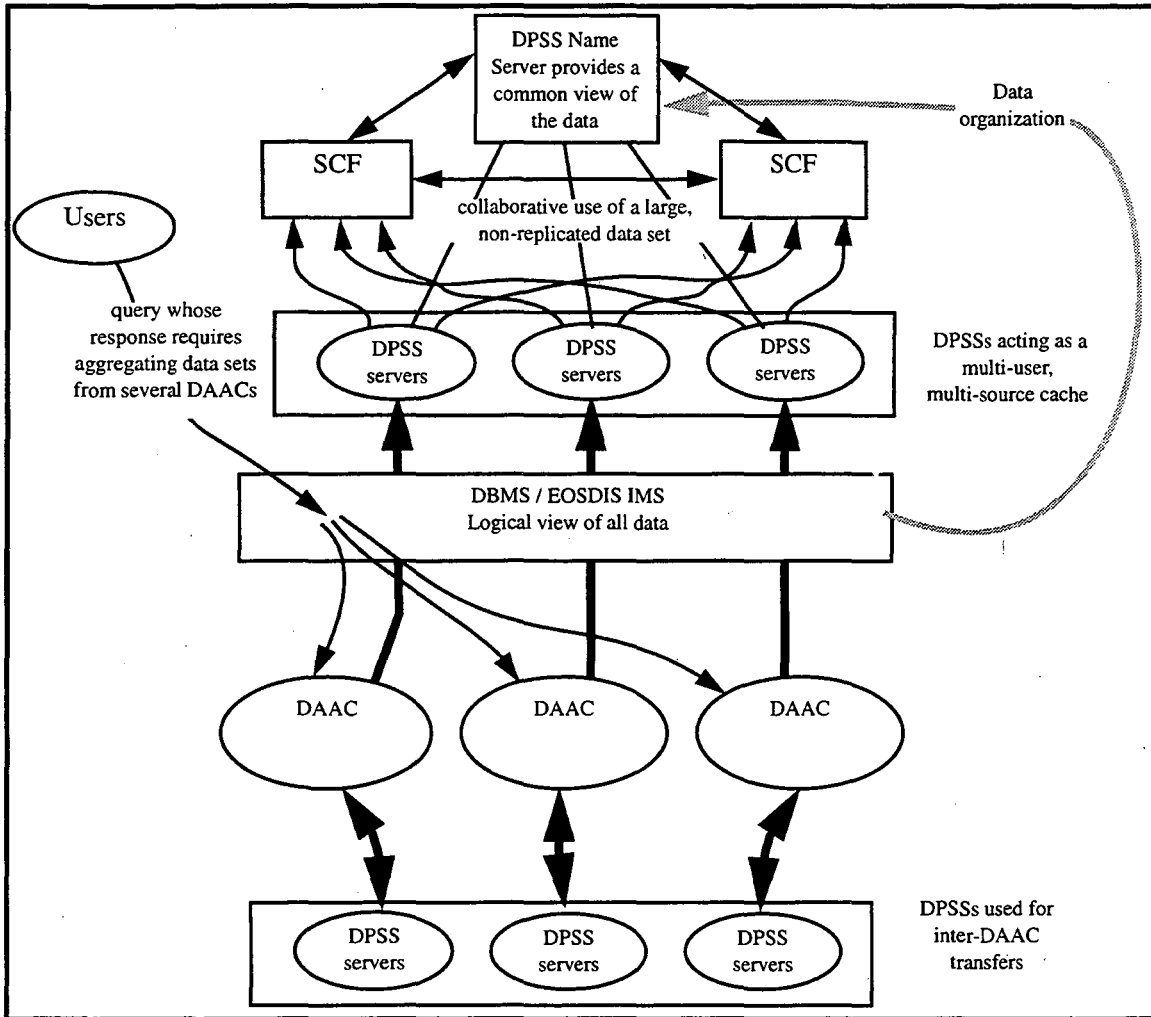 DPSS Name
Server provides a
common view of
the data
Data
organization
SCF
SCF
Users
collaborative use of a large,
non-replicated data set
query whose
response requires
aggregating data sets
from several DAACs
DPSS
servers
DPSS
servers
DPSS
servers
DPSSs acting as a
multi-user,
multi-source cache
DBMS / EOSDIS IMS
Logical view of all data
DAAC
DAAC
DAAC
DPSS
servers
DPSS
servers
DPSS
servers
DPSSs used for
inter-DAAC
transfers